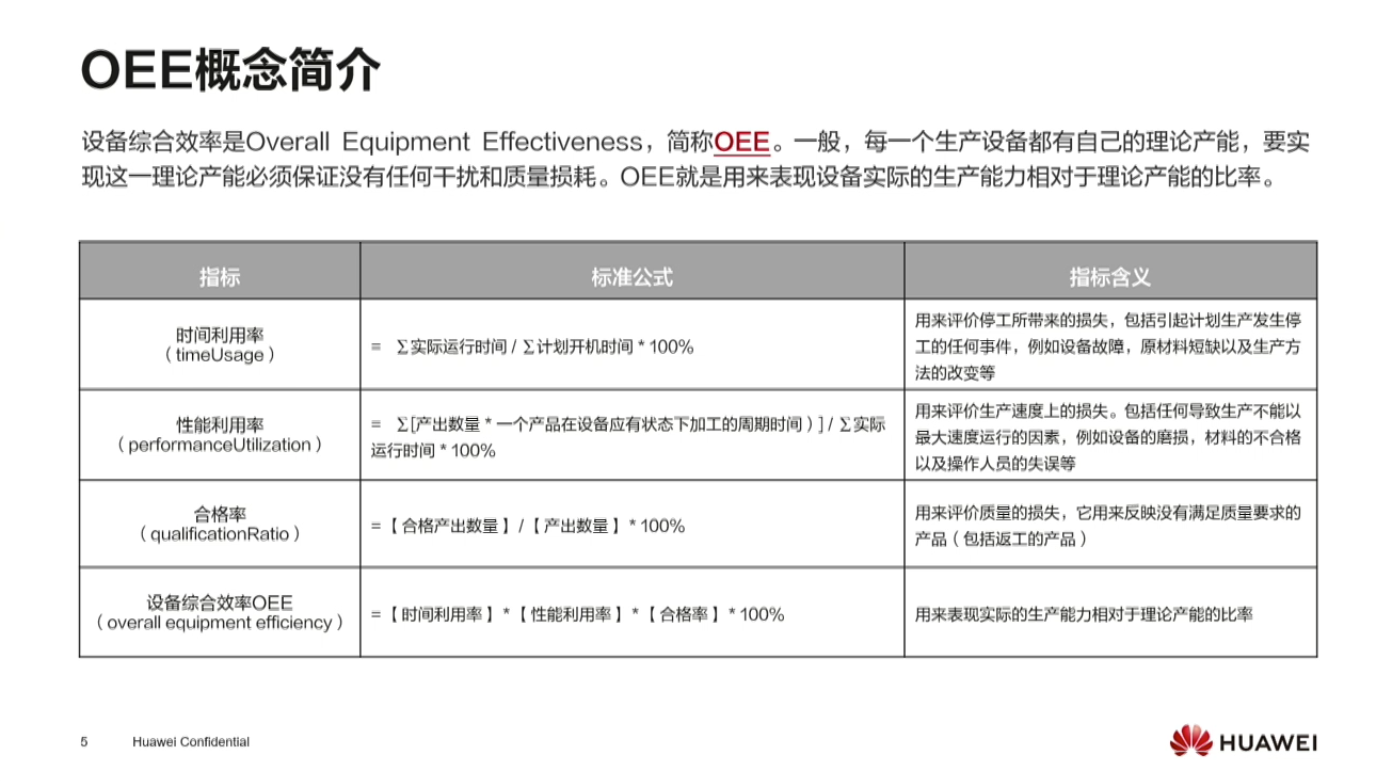 OEE概念简介
设备综合效率是Overall Equipment Effectiveness，简称OEE。一般，每一个生产设备都有自己的理论产能，要实
现这一理论产能必须保证没有任何干扰和质量损耗。OEE就是用来表现设备实际的生产能力相对于理论产能的比率。
指标
标准公式
指标含义
时间利用率
（timeUsage）
= ∑实际运行时间 / ∑计划开机时间 * 100%
用来评价停工所带来的损失，包括引起计划生产发生停
工的任何事件，例如设备故障，原材料短缺以及生产方
法的改变等
性能利用率
（performanceUtilization）
= ∑[产出数量 * 一个产品在设备应有状态下加工的周期时间）] / ∑实际
运行时间 * 100%
用来评价生产速度上的损失。包括任何导致生产不能以
最大速度运行的因素，例如设备的磨损，材料的不合格
以及操作人员的失误等
合格率
（qualificationRatio）
=【合格产出数量】/【产出数量】* 100%
用来评价质量的损失，它用来反映没有满足质量要求的
产品（包括返工的产品）
设备综合效率OEE
（overall equipment efficiency）
=【时间利用率】*【性能利用率】*【合格率】* 100%
用来表现实际的生产能力相对于理论产能的比率
5 Huawei Confidential
HUAWEI